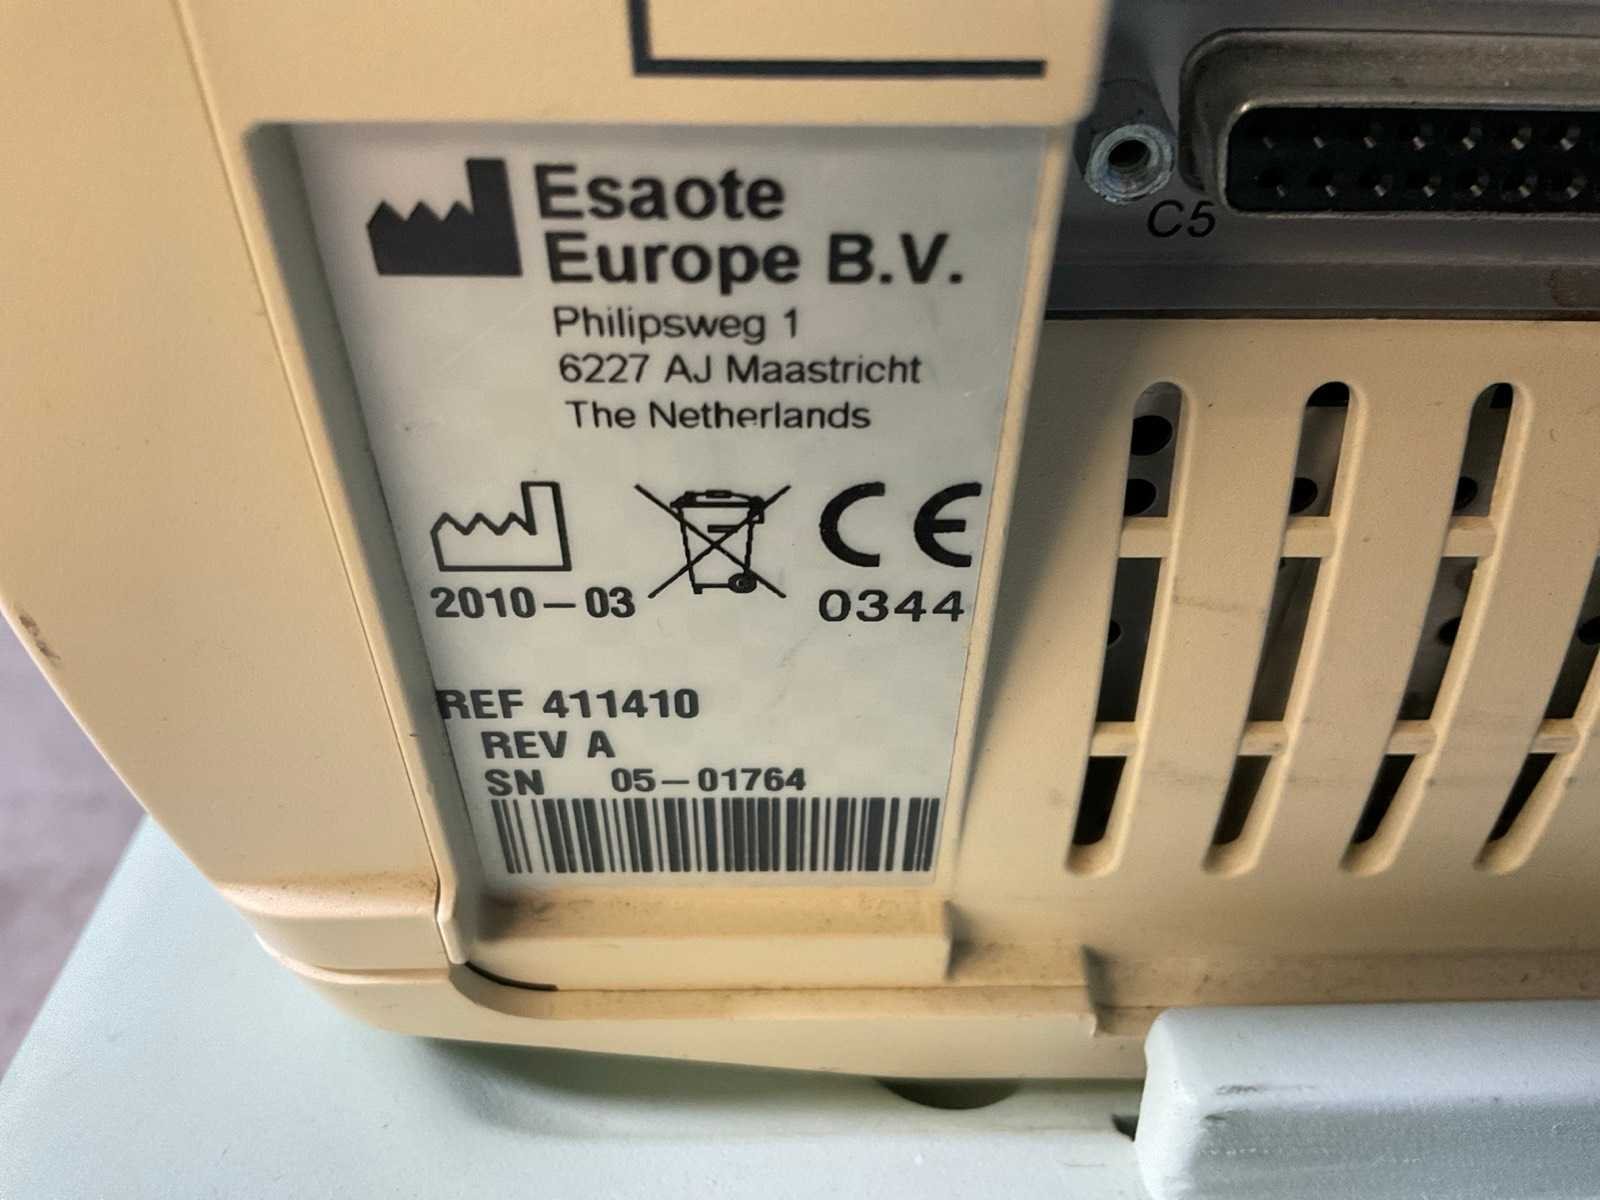 Esaote
Europe B.V.
Philipsweg 1
6227 AJ Maastricht
The Netherlands
CE
2010-03
0344
REF 411410
REV A
SN 05-01764
C5